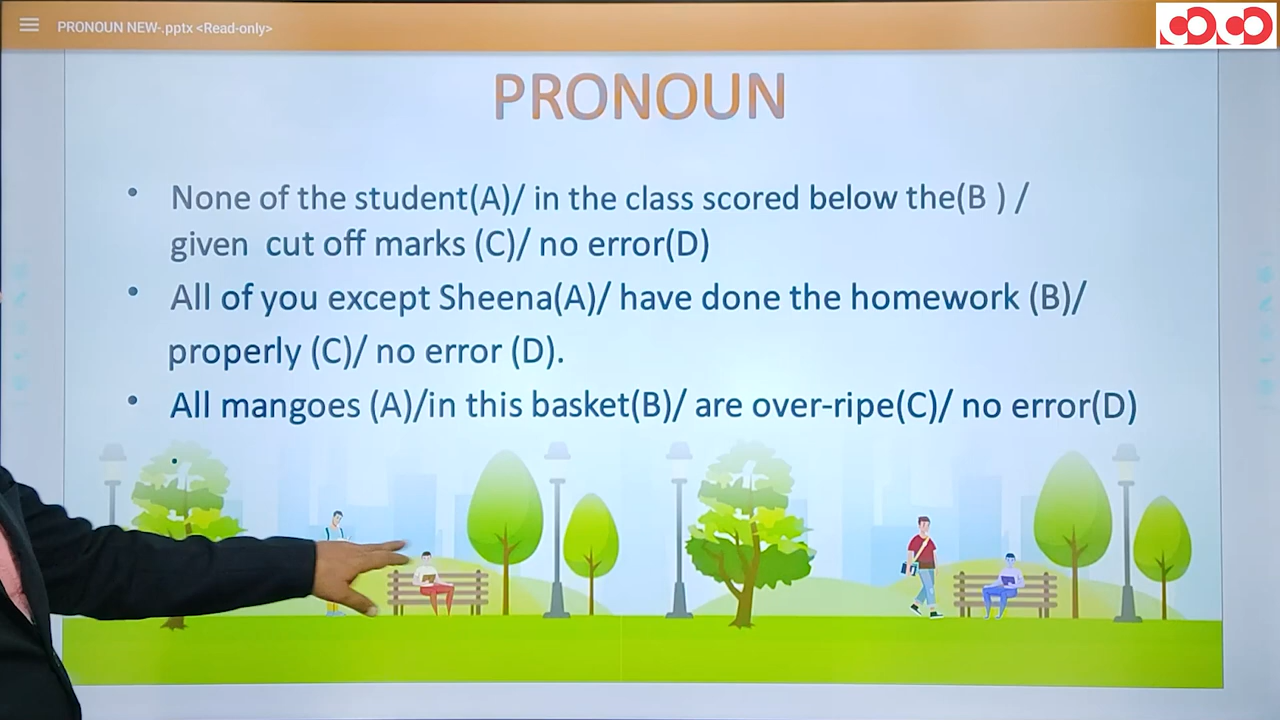 PRONOUN NEW-.pptx <Read-only>
PRONOUN
• None of the student(A)/ in the class scored below the(B ) /
given cut off marks (C)/ no error(D)
• All of you except Sheena(A)/ have done the homework (B)/
properly (C)/ no error (D).
• All mangoes (A)/in this basket(B)/ are over-ripe(C)/ no error(D)